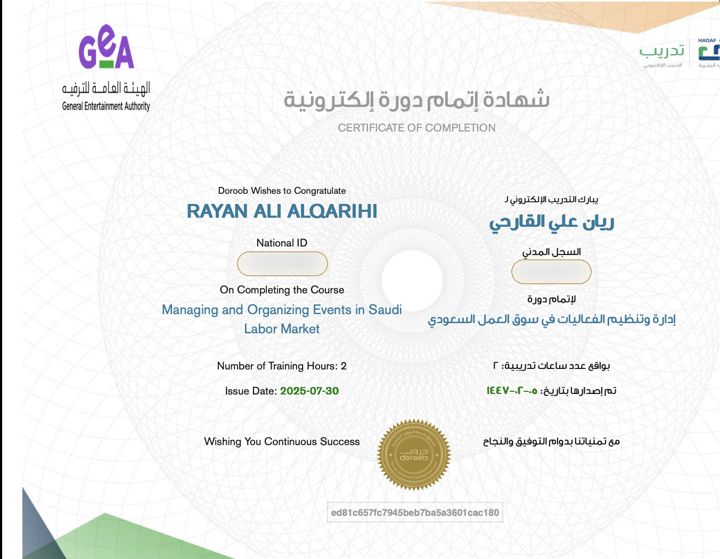 GEA
الهيئة العامة للترفيه
General Entertainment Authority
تدريب
التدريب الإلكتروني
HADAF
شهادة إتمام دورة إلكترونية
CERTIFICATE OF COMPLETION
Doroob Wishes to Congratulate
RAYAN ALI ALQARIHI
National ID
On Completing the Course
Managing and Organizing Events in Saudi
Labor Market
Number of Training Hours: 2
Issue Date: 2025-07-30
Wishing You Continuous Success
يبارك التدريب الإلكتروني لـ
ريان علي القارحي
السجل المدني
لإتمام دورة
إدارة وتنظيم الفعاليات في سوق العمل السعودي
بواقع عدد ساعات تدريبية: ٢
تم إصدارها بتاريخ: ٠٥-٠٢-١٤٤٧
مع تمنياتنا بدوام التوفيق والنجاح
دروب
doroob
ed81c657fc7945beb7ba5a3601cac180